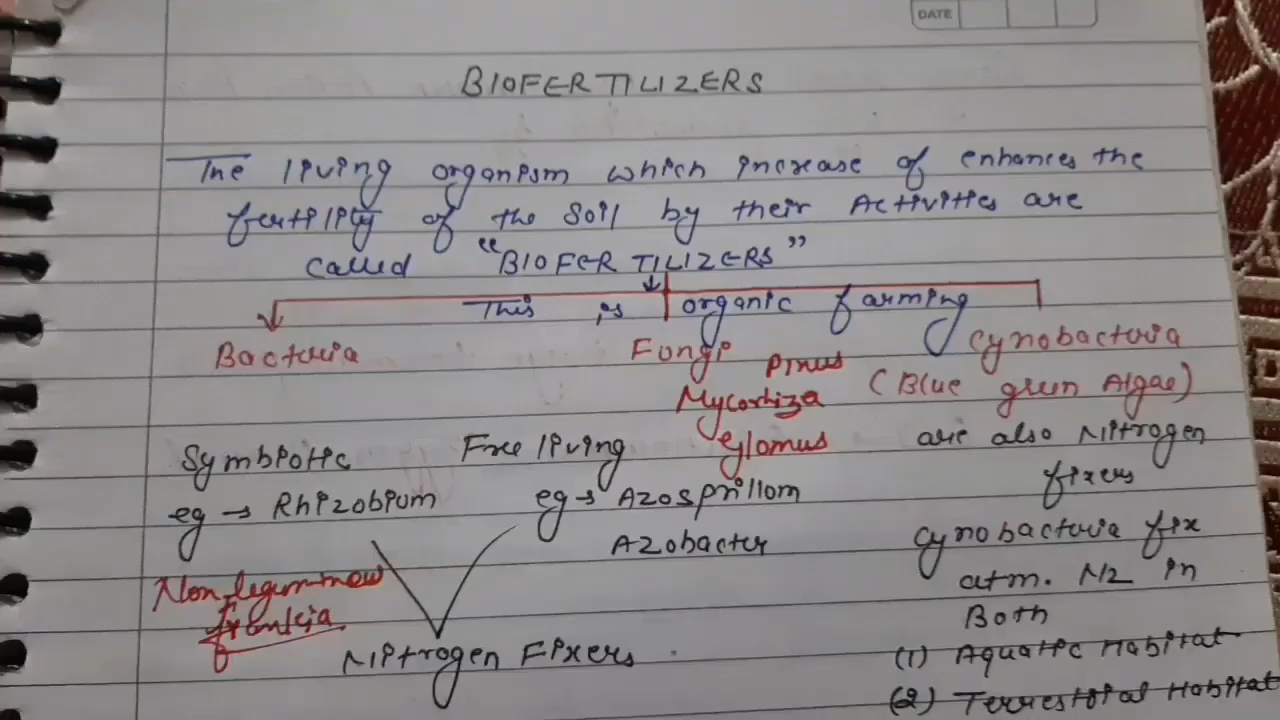 DATE
BIOFERTILIZERS
The living organism which increase of enhances the
fertility of the soil by their Activities are
called "BIOFERTILIZERS"
This is organic farming
Bacteria
Fungi
Pinus
Mycorhiza
Glomus
Cynobacteria
(Blue green Algae)
are also Nitrogen
fixers
Cynobacteria fix
atm. N2 in
Both
(1) Aquatic Habitat
(2) Terrestrial Habitat
Symbiotic
eg → Rhizobium
Free living
eg → Azosprillom
Azobacter
Non
frankia
Nitrogen Fixers